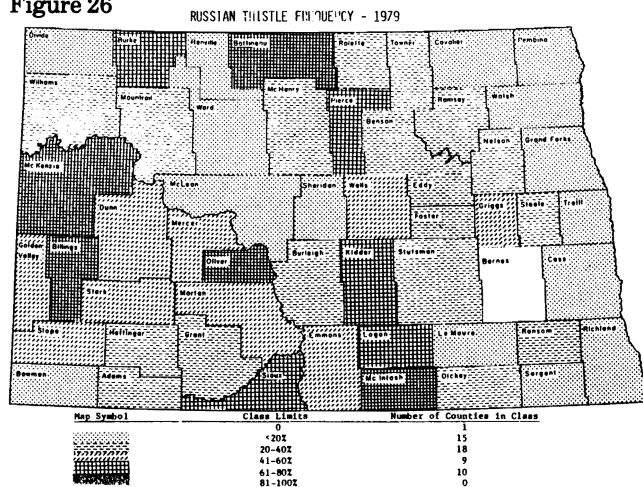 Figure 26
RUSSIAN THISTLE FREQUENCY - 1979
Divide Burke Renville Bottineau Rolette Towner Cavalier Pembina
Williams Mountrail Ward McHenry Pierce Benson Ramsey Walsh
Nelson Grand Forks
McKenzie McLean Sheridan Wells Eddy
Dunn Mercer Foster Griggs Steele Traill
Golden Valley Billings Oliver Burleigh Kidder Stutsman Barnes Cass
Stark Morton
Slope Hettinger Grant Emmons Logan La Moure Ransom Richland
Bowman Adams Sioux Mc Intosh Dickey Sargent
Map Symbol Class Limits Number of Counties in Class
0 1
<20% 15
20-40% 18
41-60% 9
61-80% 10
81-100% 0